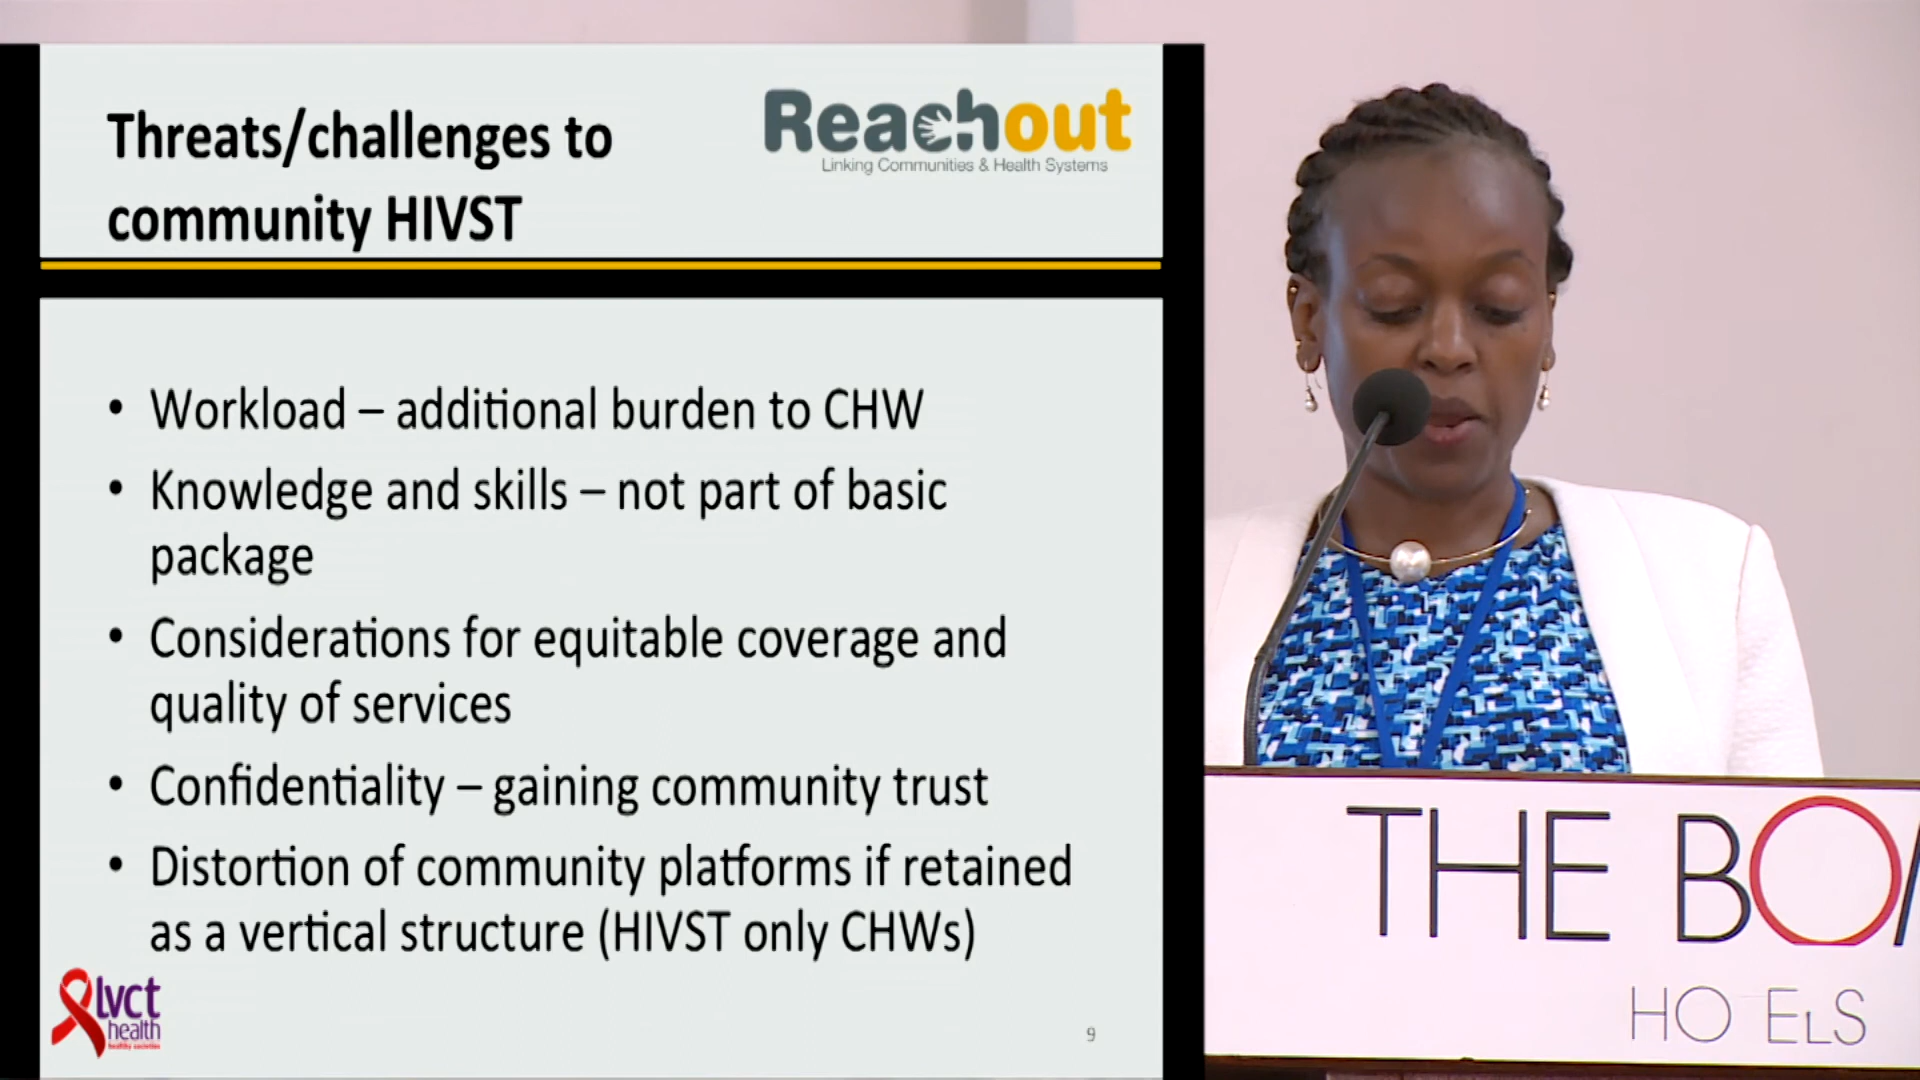 Threats/challenges to
community HIVST
Reachout
Linking Communities & Health Systems
• Workload – additional burden to CHW
• Knowledge and skills – not part of basic
package
• Considerations for equitable coverage and
quality of services
• Confidentiality – gaining community trust
• Distortion of community platforms if retained
as a vertical structure (HIVST only CHWs)
lvct
health
healthy societies
9
THE BO
HOTELS